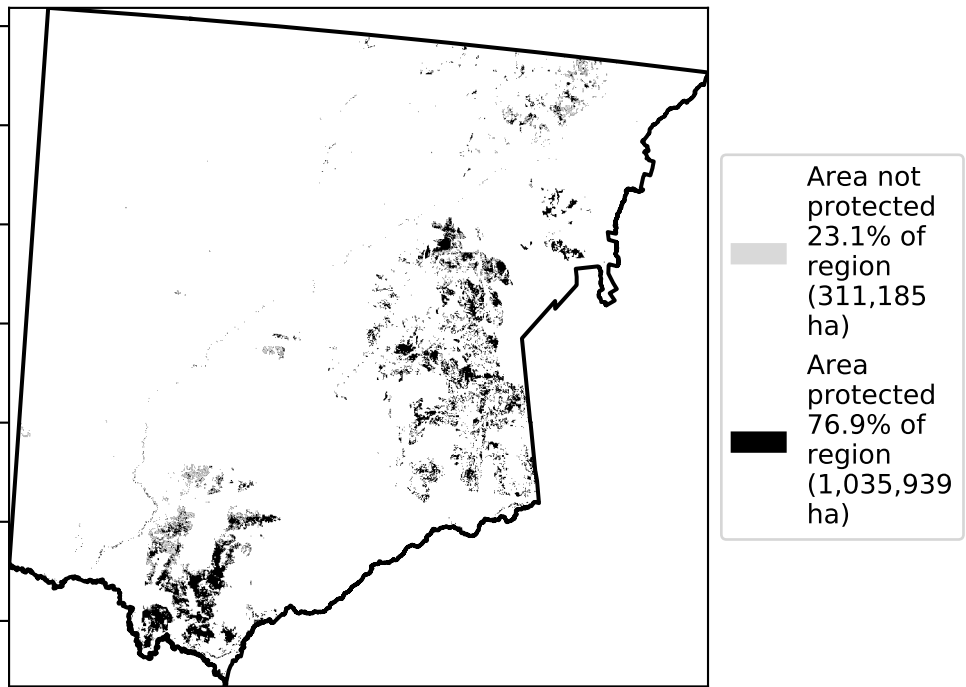 Area not
protected
23.1% of
region
(311,185
ha)
Area
protected
76.9% of
region
(1,035,939
ha)